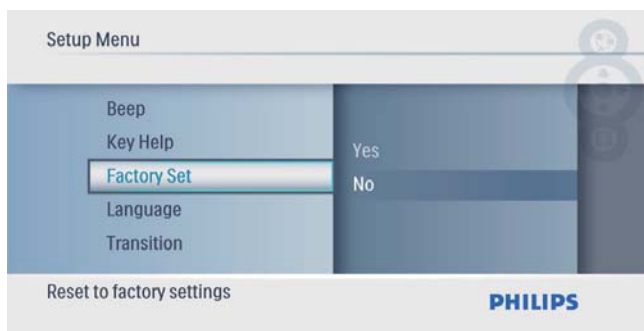 Setup Menu
Beep
Key Help
Factory Set
Language
Transition
Yes
No
Reset to factory settings
PHILIPS